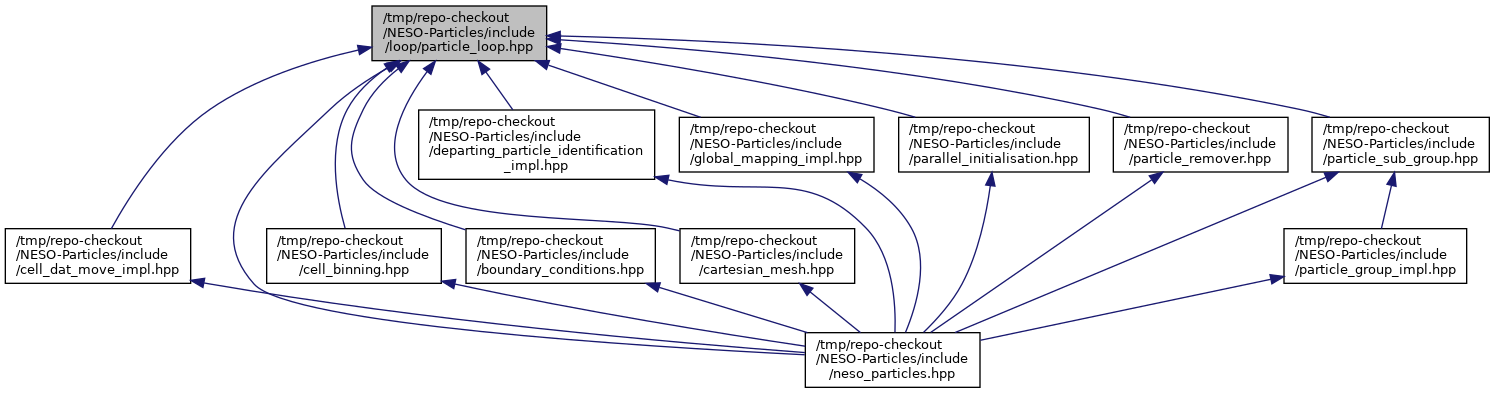 /tmp/repo-checkout
/NESO-Particles/include
/loop/particle_loop.hpp
/tmp/repo-checkout
/NESO-Particles/include
/departing_particle_identification
_impl.hpp
/tmp/repo-checkout
/NESO-Particles/include
/global_mapping_impl.hpp
/tmp/repo-checkout
/NESO-Particles/include
/parallel_initialisation.hpp
/tmp/repo-checkout
/NESO-Particles/include
/particle_remover.hpp
/tmp/repo-checkout
/NESO-Particles/include
/particle_sub_group.hpp
/tmp/repo-checkout
/NESO-Particles/include
/cell_dat_move_impl.hpp
/tmp/repo-checkout
/NESO-Particles/include
/cell_binning.hpp
/tmp/repo-checkout
/NESO-Particles/include
/boundary_conditions.hpp
/tmp/repo-checkout
/NESO-Particles/include
/cartesian_mesh.hpp
/tmp/repo-checkout
/NESO-Particles/include
/particle_group_impl.hpp
/tmp/repo-checkout
/NESO-Particles/include
/neso_particles.hpp